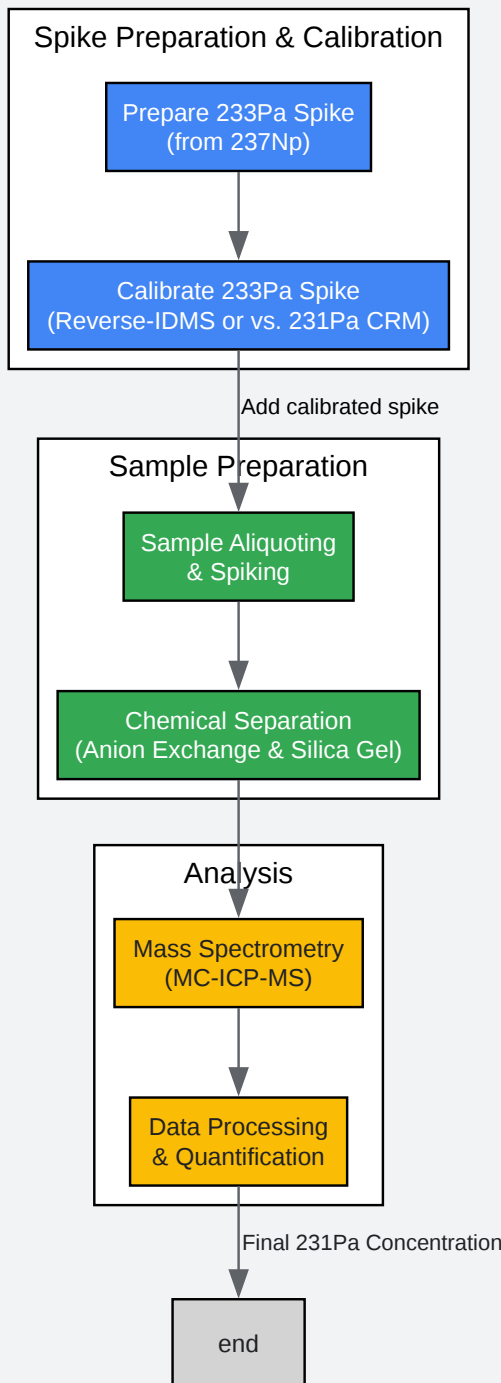 Spike Preparation & Calibration
Prepare 233Pa Spike
(from 237Np)
Calibrate 233Pa Spike
(Reverse-IDMS or vs. 231Pa CRM)
Add calibrated spike
Sample Preparation
Sample Aliquoting
& Spiking
Chemical Separation
(Anion Exchange & Silica Gel)
Analysis
Mass Spectrometry
(MC-ICP-MS)
Data Processing
& Quantification
Final 231Pa Concentration
end